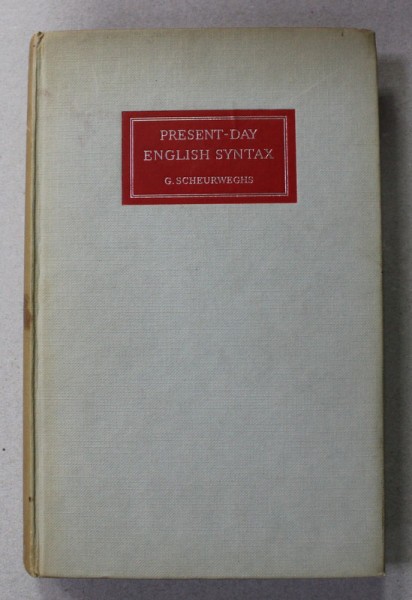 PRESENT-DAY
ENGLISH SYNTAX
G. SCHEURWEGHS